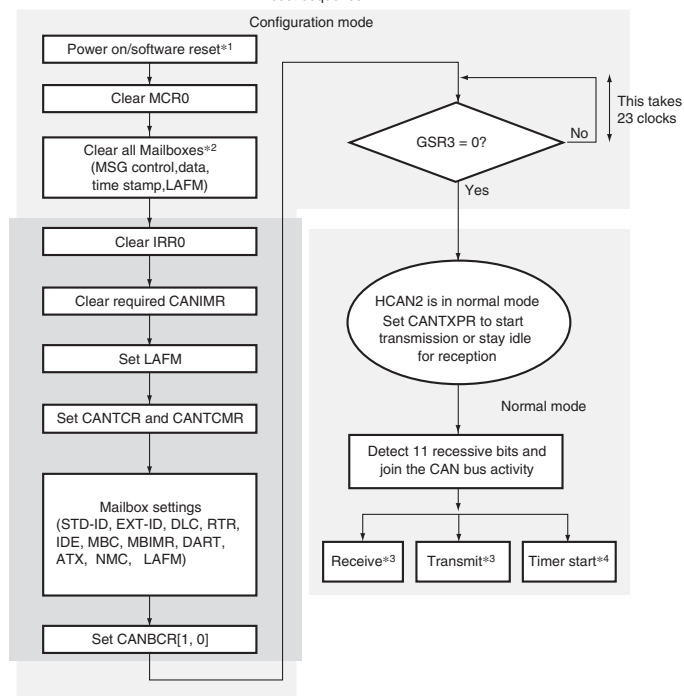 Configuration mode
Power on/software reset*1
Clear MCR0
Clear all Mailboxes*2
(MSG control,data,
time stamp,LAFM)
Clear IRR0
Clear required CANIMR
Set LAFM
Set CANTCR and CANTCMR
Mailbox settings
(STD-ID, EXT-ID, DLC, RTR,
IDE, MBC, MBIMR, DART,
ATX, NMC, LAFM)
Set CANBCR[1, 0]
GSR3 = 0?
No
This takes
23 clocks
Yes
HCAN2 is in normal mode
Set CANTXPR to start
transmission or stay idle
for reception
Normal mode
Detect 11 recessive bits and
join the CAN bus activity
Receive*3
Transmit*3
Timer start*4